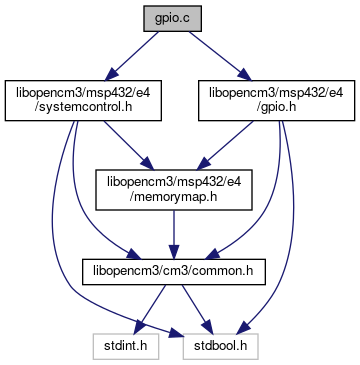 gpio.c
libopencm3/msp432/e4
/systemcontrol.h
libopencm3/msp432/e4
/gpio.h
libopencm3/msp432/e4
/memorymap.h
libopencm3/cm3/common.h
stdint.h
stdbool.h